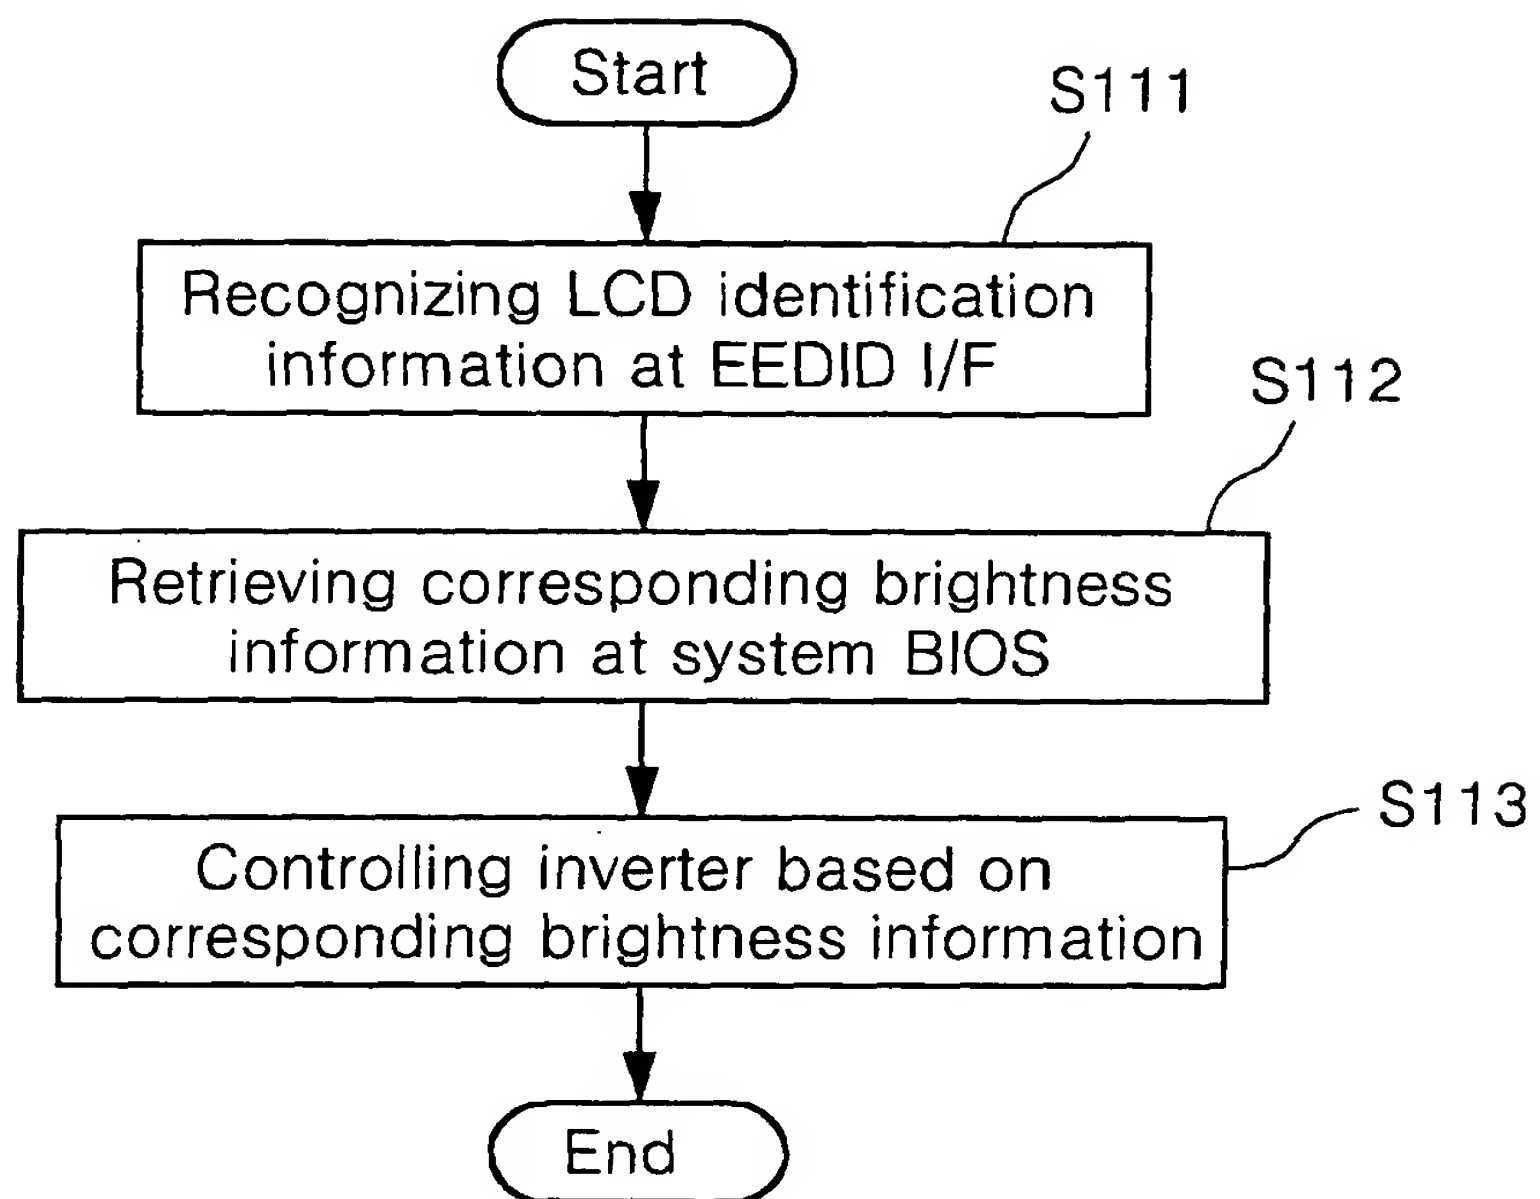 Start
S111
Recognizing LCD identification
information at EEDID I/F
S112
Retrieving corresponding brightness
information at system BIOS
S113
Controlling inverter based on
corresponding brightness information
End